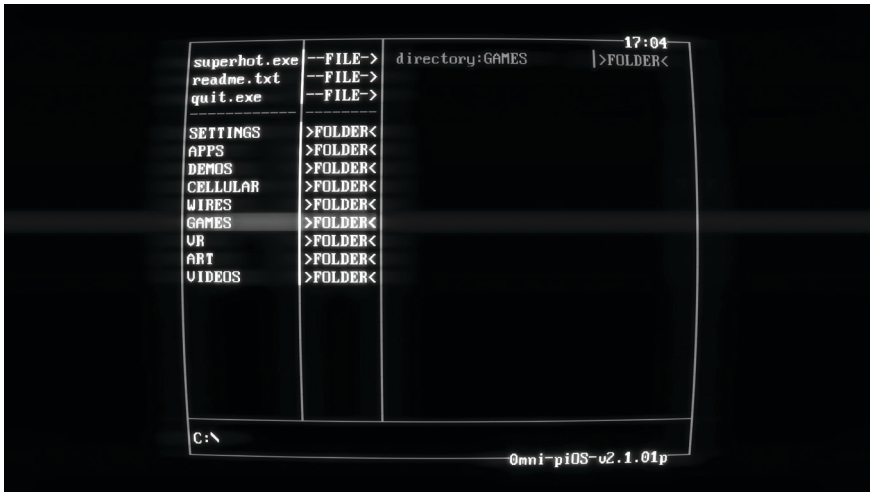 17:04
superhot.exe --FILE-> directory:GAMES |>FOLDER<
readme.txt --FILE->
quit.exe --FILE->
SETTINGS >FOLDER<
APPS >FOLDER<
DEMOS >FOLDER<
CELLULAR >FOLDER<
WIRES >FOLDER<
GAMES >FOLDER<
VR >FOLDER<
ART >FOLDER<
VIDEOS >FOLDER<
C:\
Omni-piOS-v2.1.01p